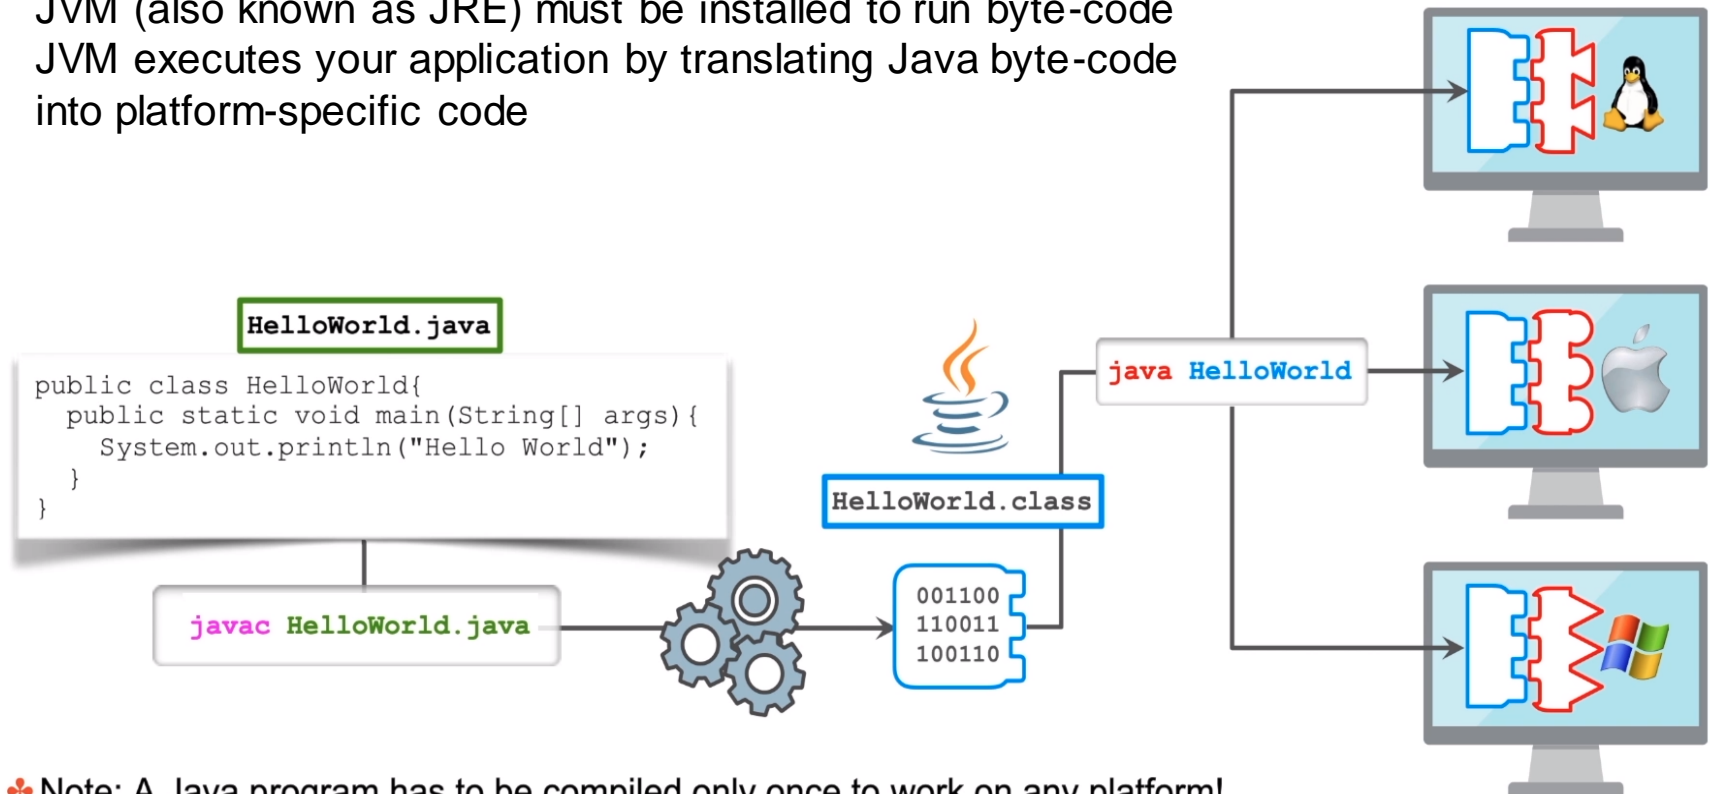 JVM (also known as JRE) must be installed to run byte-code
JVM executes your application by translating Java byte-code
into platform-specific code
HelloWorld.java
public class HelloWorld{
  public static void main(String[] args){
    System.out.println("Hello World");
  }
}
javac HelloWorld.java
001100
110011
100110
HelloWorld.class
java HelloWorld
Note: A Java program has to be compiled only once to work on any platform!